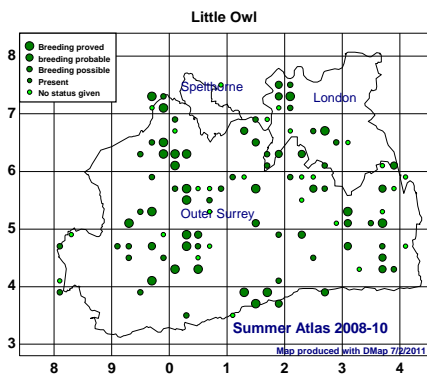 Little Owl
8
Breeding proved
breeding probable
Breeding possible
Present
No status given
Spelthorne
London
7
6
Outer Surrey
5
4
Summer Atlas 2008-10
Map produced with DMap 7/2/2011
3
8 9 0 1 2 3 4